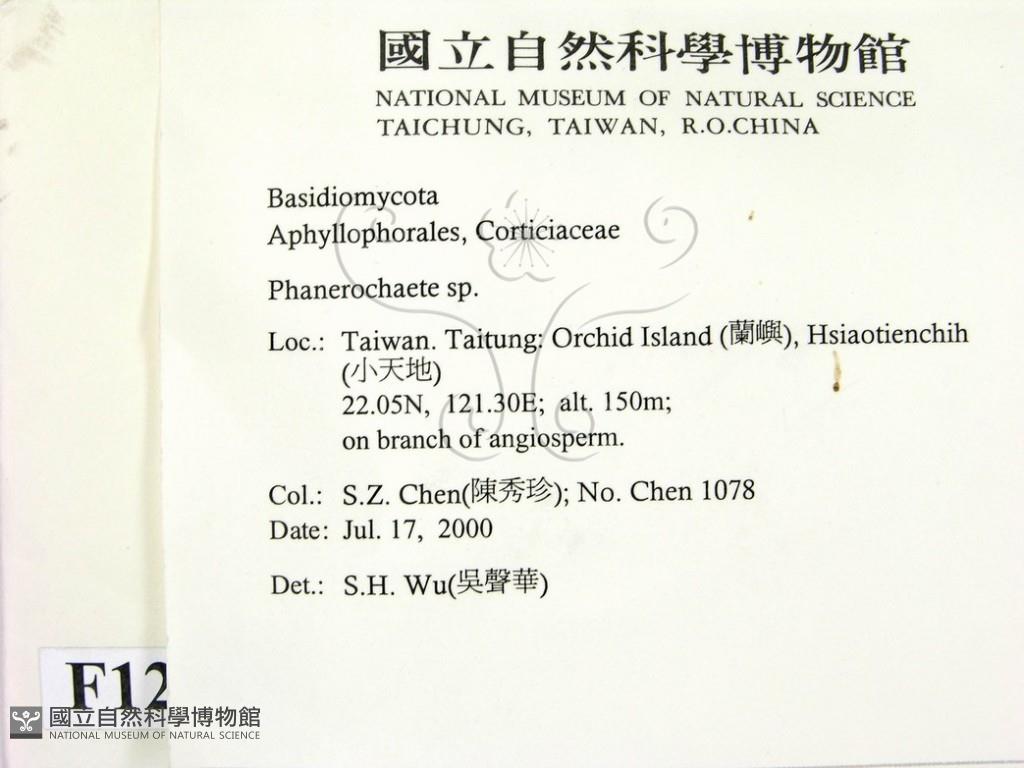 國立自然科學博物館
NATIONAL MUSEUM OF NATURAL SCIENCE
TAICHUNG, TAIWAN, R.O.CHINA
Basidiomycota
Aphyllophorales, Corticiaceae
Phanerochaete sp.
Loc.: Taiwan. Taitung: Orchid Island (蘭嶼), Hsiaotienchih
(小天地)
22.05N, 121.30E; alt. 150m;
on branch of angiosperm.
Col.: S.Z. Chen(陳秀珍); No. Chen 1078
Date: Jul. 17, 2000
Det.: S.H. Wu(吳聲華)
F12
國立自然科學博物館
NATIONAL MUSEUM OF NATURAL SCIENCE